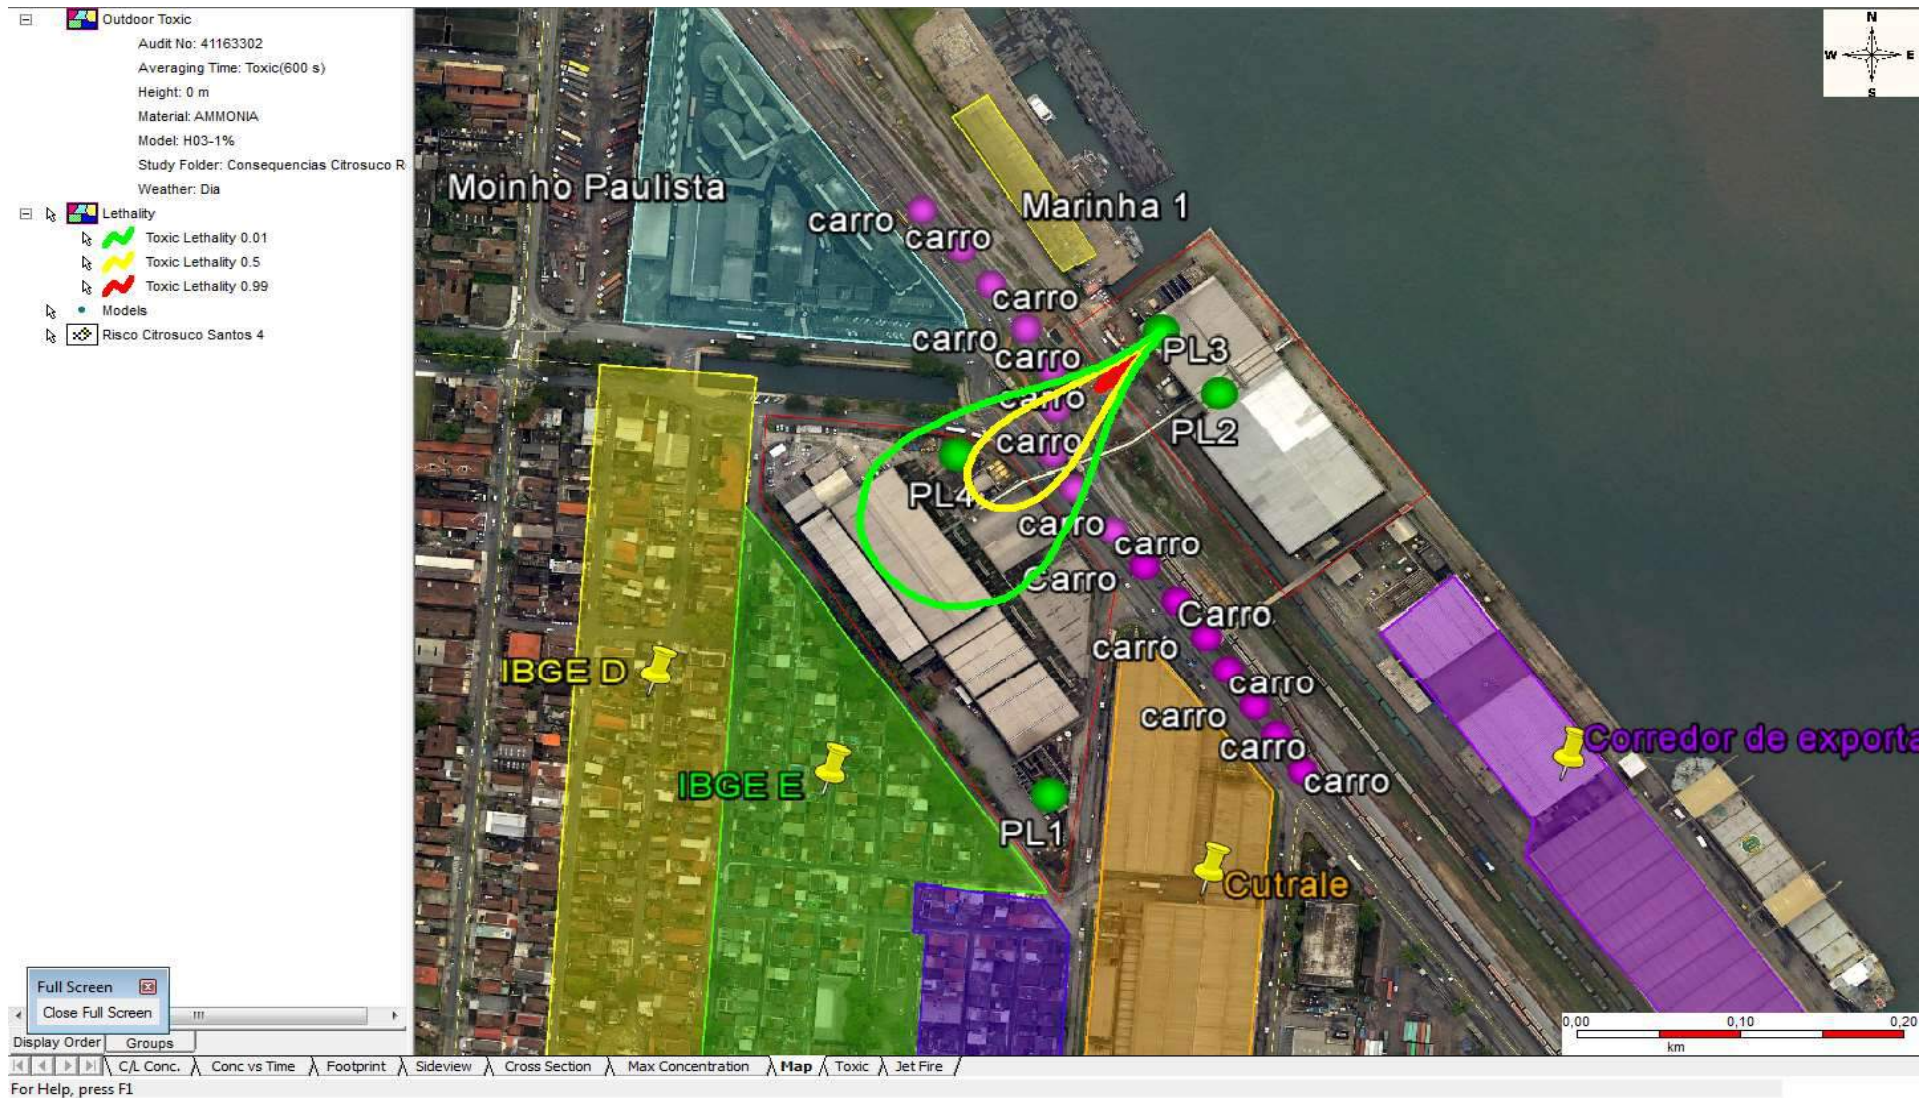 Outdoor Toxic
Audit No: 41163302
Averaging Time: Toxic(600 s)
Height: 0 m
Material: AMMONIA
Model: H03-1%
Study Folder: Consequencias Citrosuco R
Weather: Dia
Lethality
Toxic Lethality 0.01
Toxic Lethality 0.5
Toxic Lethality 0.99
Models
Risco Citrosuco Santos 4
N
W E
S
Moinho Paulista
Marinha 1
carro
carro
carro
carro
carro
carro
carro
PL3
PL2
PL4
carro
carro
Carro
Carro
carro
carro
carro
carro
carro
IBGE D
IBGE E
PL1
Cutrale
Corredor de exporta
0,00 0,10 0,20
km
Full Screen
Close Full Screen
Display Order Groups
C/L Conc. Conc vs Time Footprint Sideview Cross Section Max Concentration Map Toxic Jet Fire
For Help, press F1